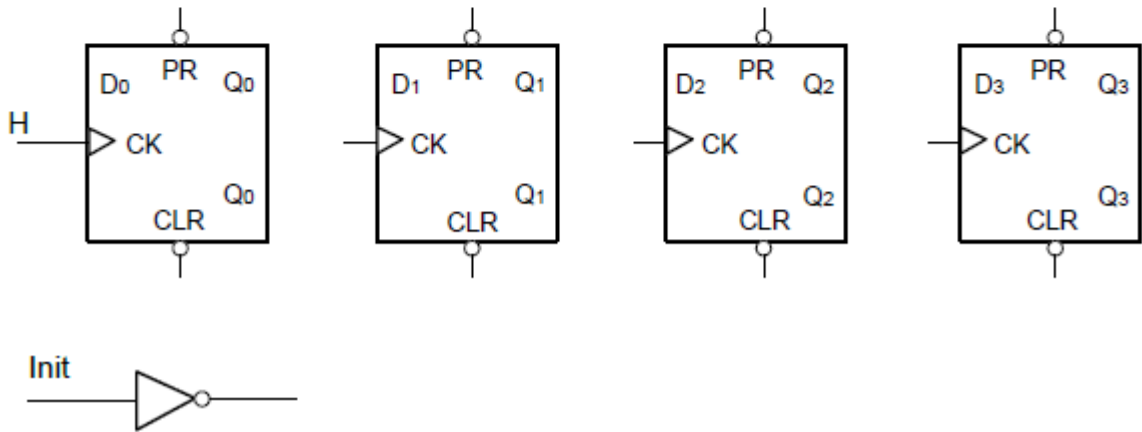 PR PR PR PR
D0 Q0 D1 Q1 D2 Q2 D3 Q3
H
CK CK CK CK
Q0 Q1 Q2 Q3
CLR CLR CLR CLR
Init